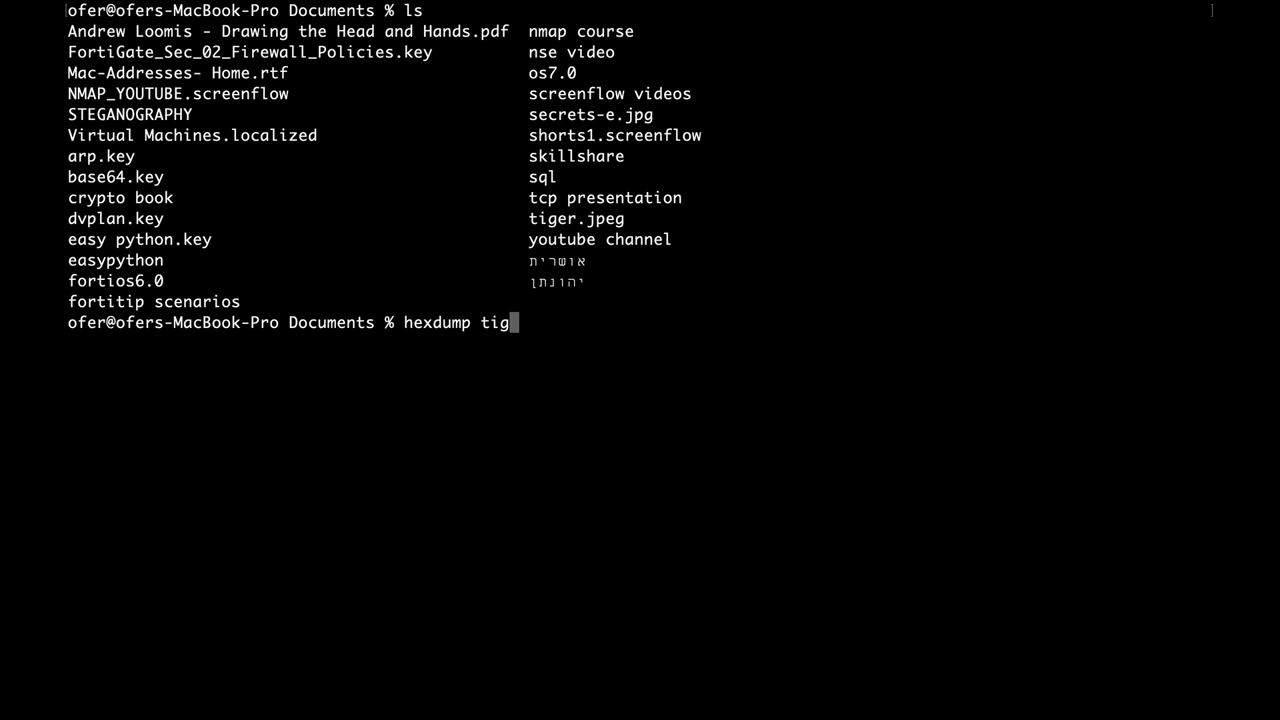 ofer@ofers-MacBook-Pro Documents % ls
Andrew Loomis - Drawing the Head and Hands.pdf  nmap course
FortiGate_Sec_02_Firewall_Policies.key  nse video
Mac-Addresses- Home.rtf  os7.0
NMAP_YOUTUBE.screenflow  screenflow videos
STEGANOGRAPHY  secrets-e.jpg
Virtual Machines.localized  shorts1.screenflow
arp.key  skillshare
base64.key  sql
crypto book  tcp presentation
dvplan.key  tiger.jpeg
easy python.key  youtube channel
easypython  אושרית
fortios6.0  יהונתן
fortitip scenarios
ofer@ofers-MacBook-Pro Documents % hexdump tig